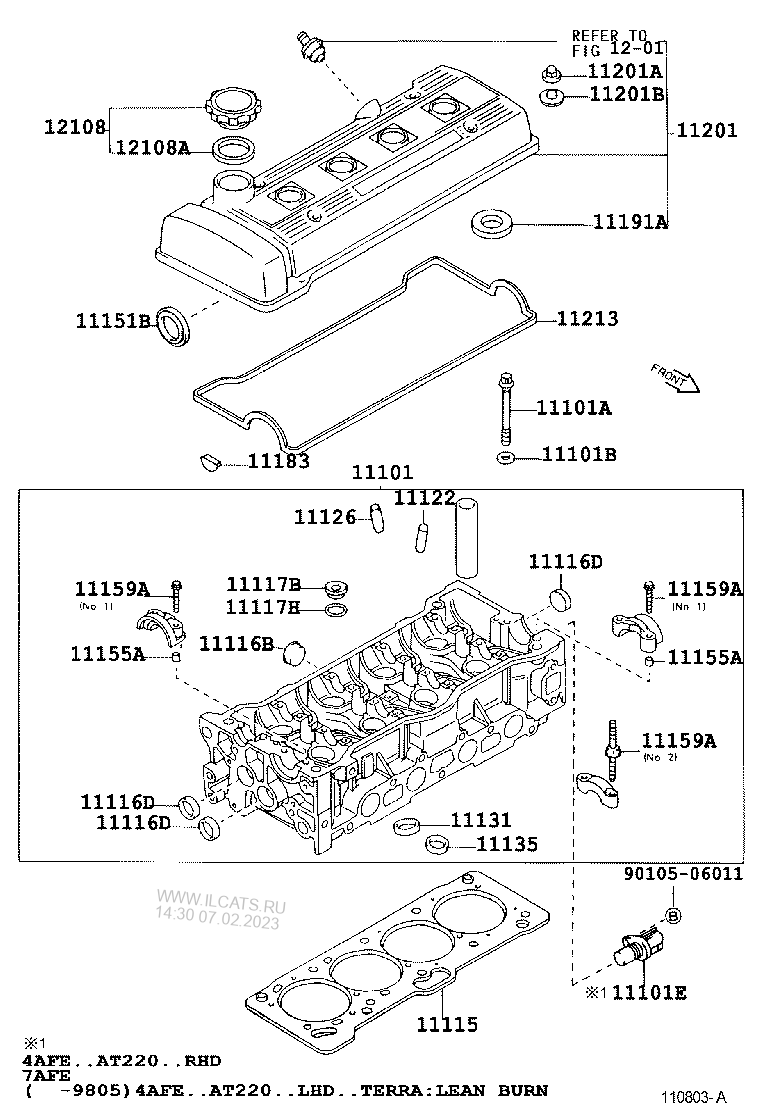 REFER TO
FIG 12-01
11201A
11201B
12108
11201
12108A
11191A
11151B
11213
FRONT
11101A
11101B
11183
11101
11122
11126
11116D
11117B
11159A
(No 1)
11159A
(No 1)
11117H
11116B
11155A
11155A
11159A
(No 2)
11116D
11116D
11131
11135
90105-06011
B
WWW.ILCATS.RU
14:30 07.02.2023
※1 11101E
11115
※1
4AFE..AT220..RHD
7AFE
(  -9805)4AFE..AT220..LHD..TERRA:LEAN BURN
110803-A